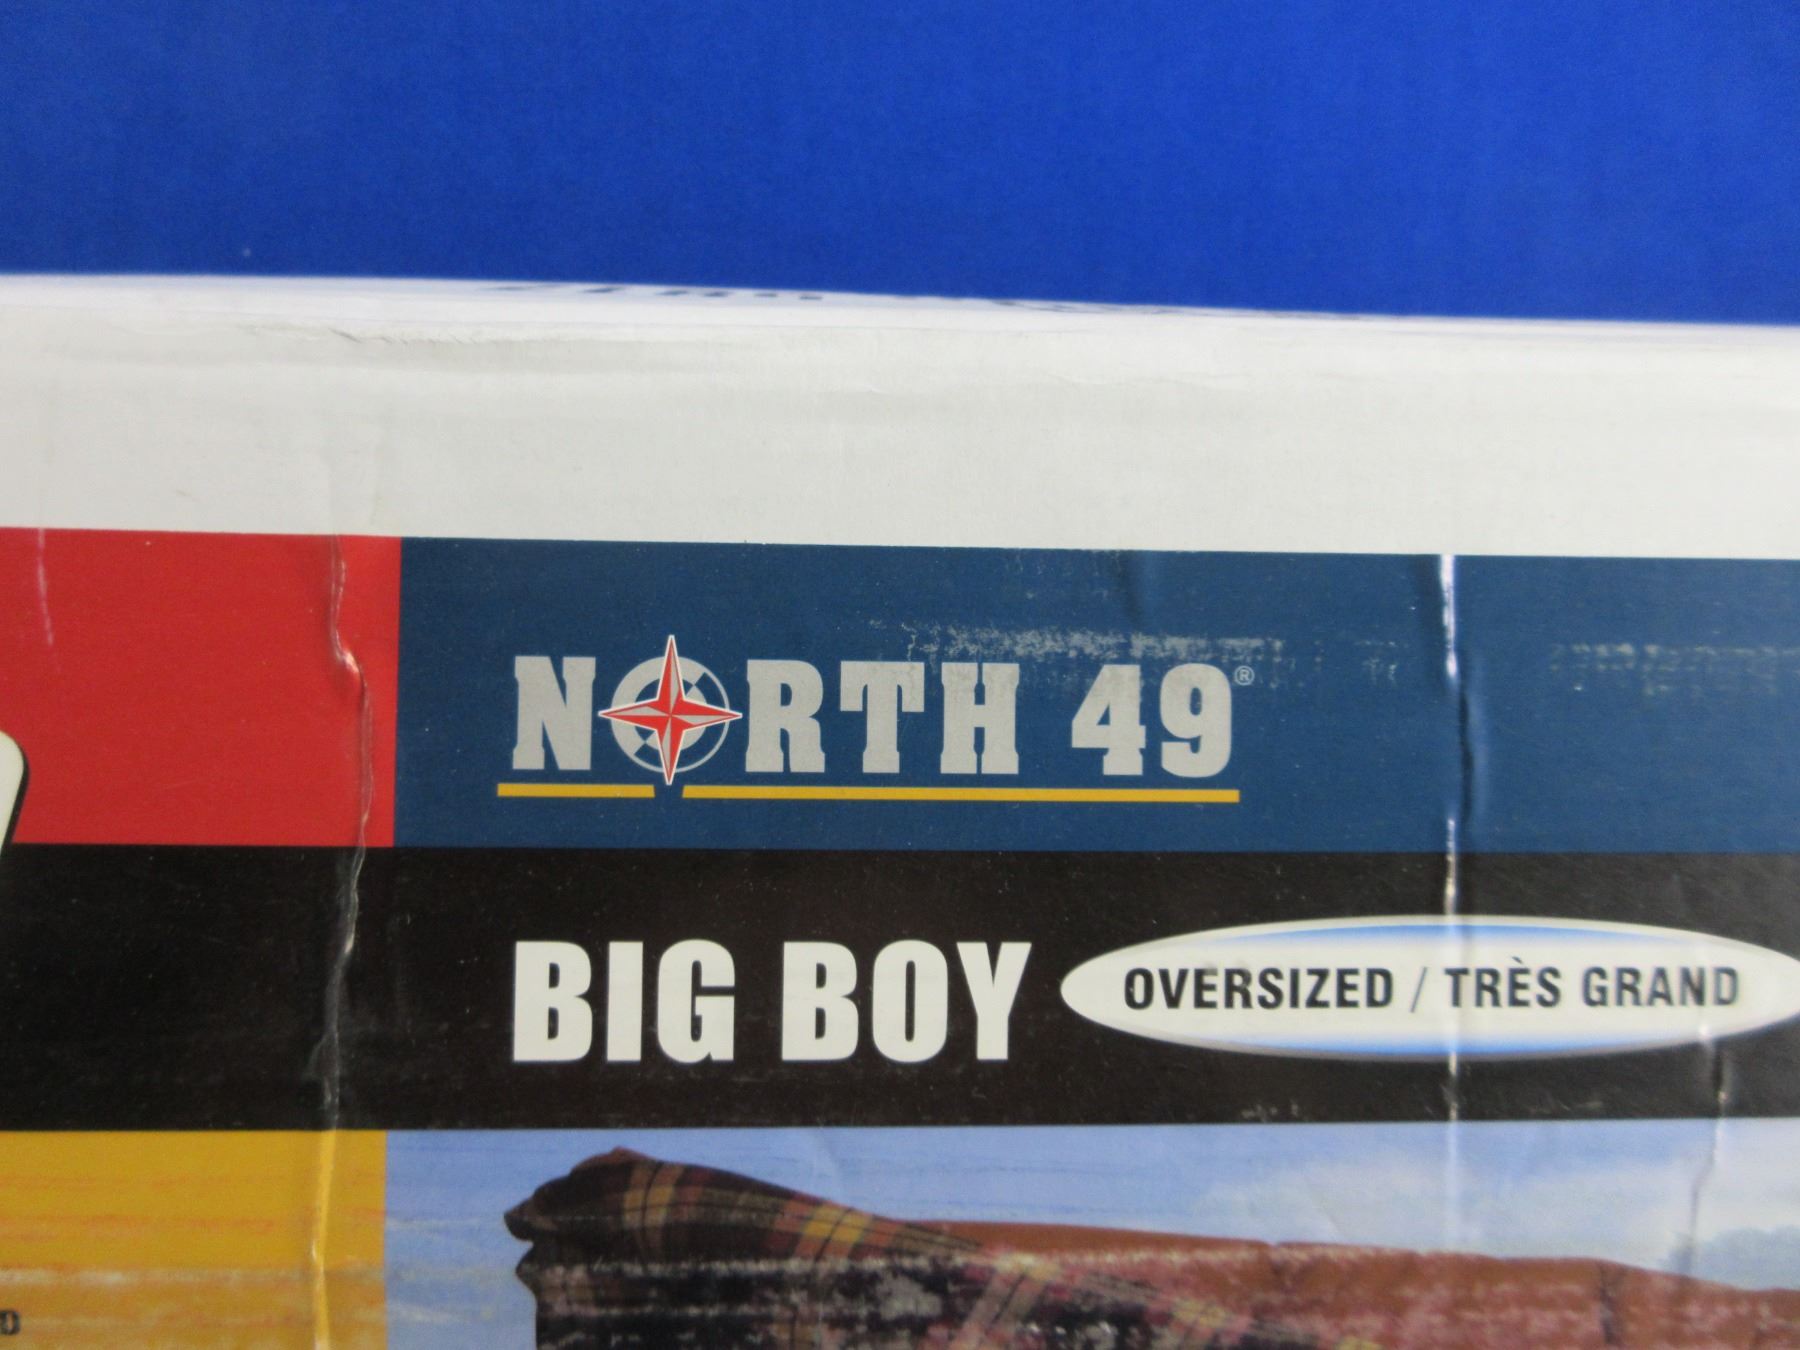 NORTH 49®
BIG BOY
OVERSIZED / TRÈS GRAND